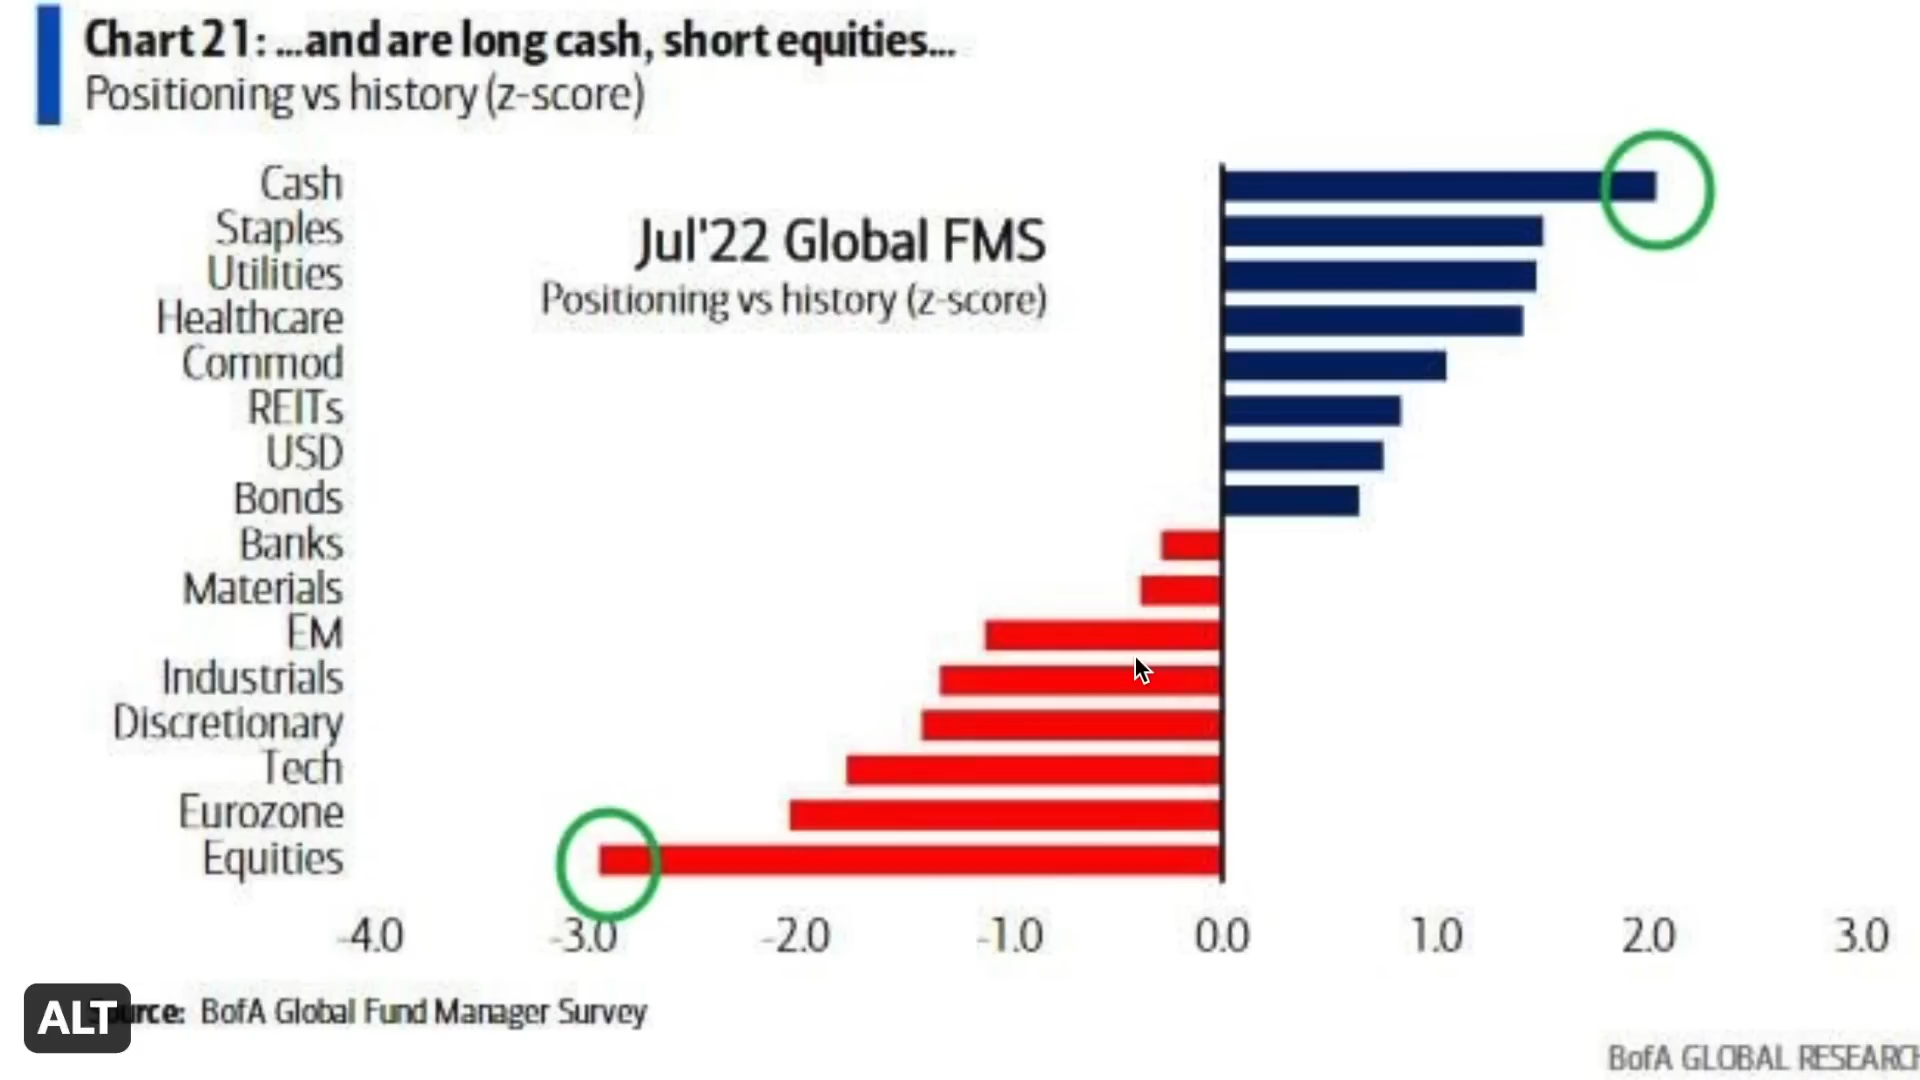 Chart 21: ...and are long cash, short equities...
Positioning vs history (z-score)
Jul'22 Global FMS
Positioning vs history (z-score)
Cash
Staples
Utilities
Healthcare
Commod
REITs
USD
Bonds
Banks
Materials
EM
Industrials
Discretionary
Tech
Eurozone
Equities
-4.0 -3.0 -2.0 -1.0 0.0 1.0 2.0 3.0
ALT urce: BofA Global Fund Manager Survey
BofA GLOBAL RESEARCH